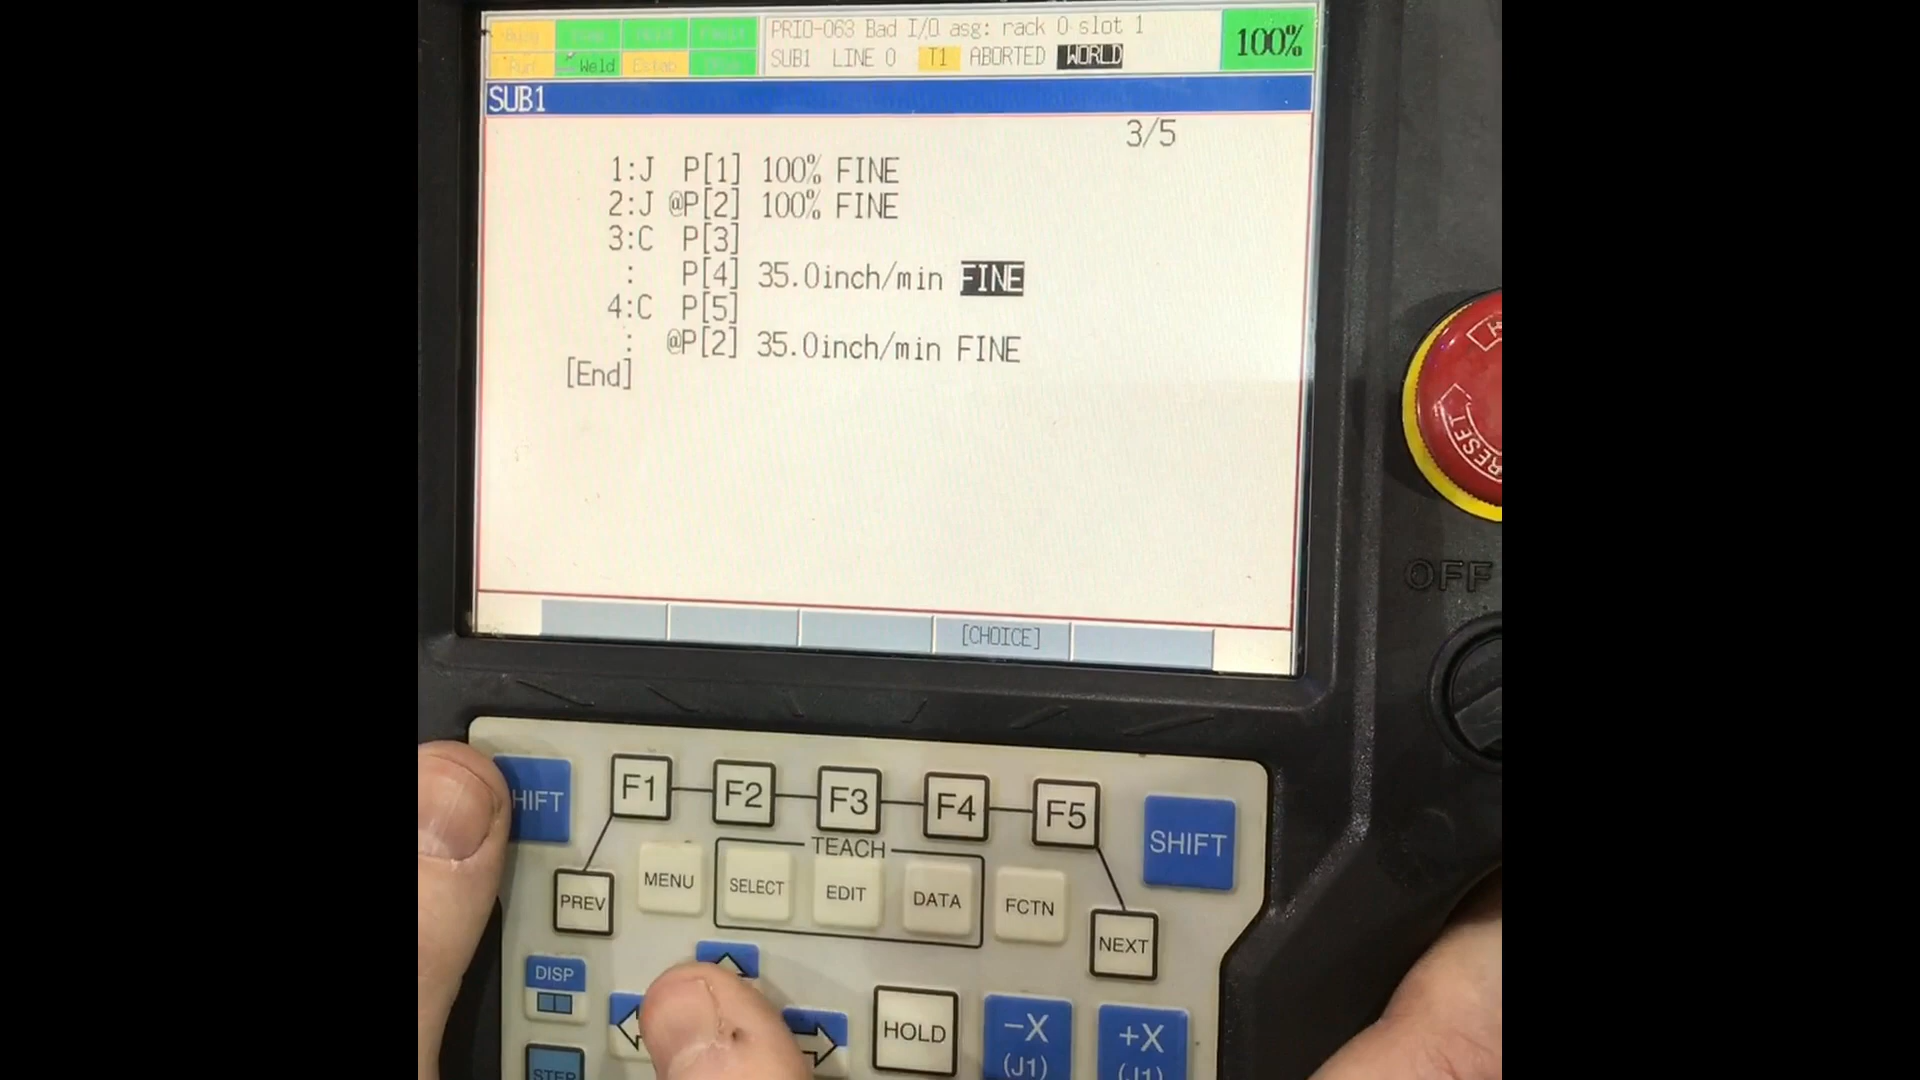 PRIO-063 Bad I/O asg: rack 0 slot 1
SUB1 LINE 0 T1 ABORTED WORLD
100%
Weld
SUB1
3/5
1:J P[1] 100% FINE
2:J @P[2] 100% FINE
3:C P[3]
: P[4] 35.0inch/min FINE
4:C P[5]
: @P[2] 35.0inch/min FINE
[End]
[CHOICE]
RESET
OFF
HIFT
F1
F2
F3
F4
F5
SHIFT
TEACH
PREV
MENU
SELECT
EDIT
DATA
FCTN
NEXT
DISP
HOLD
-X
(J1)
+X
(J1)
STEP